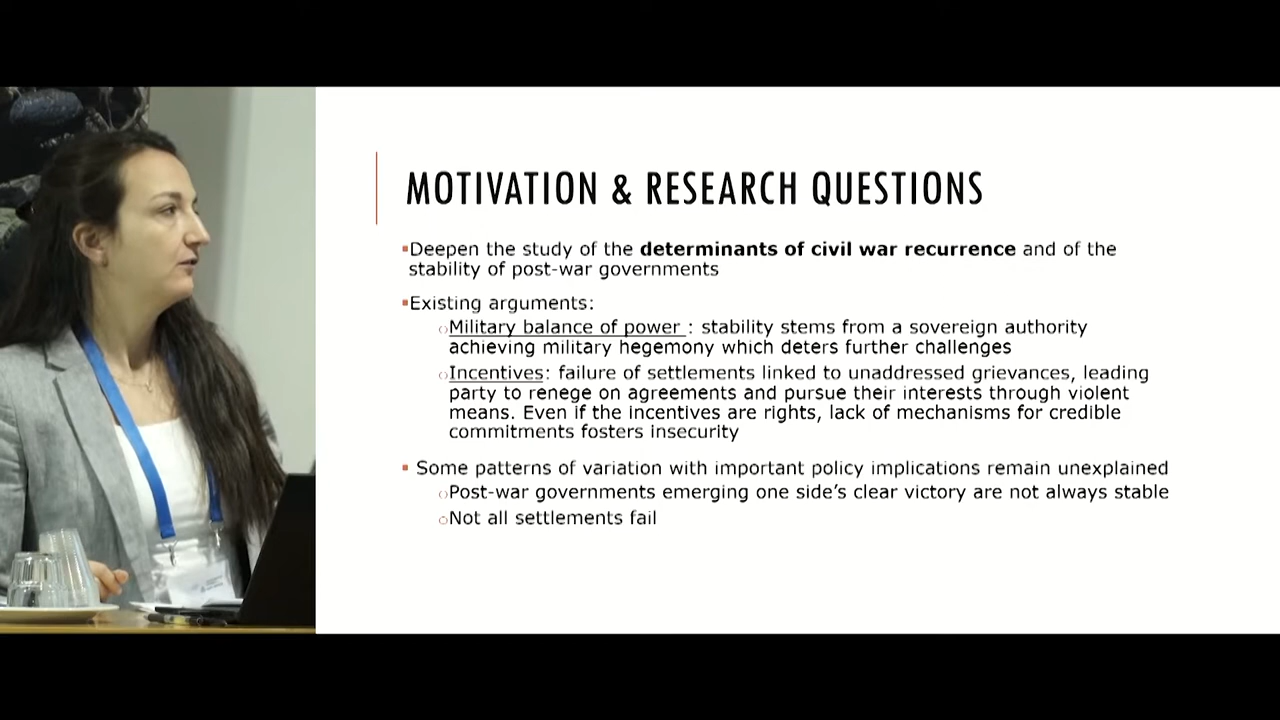 MOTIVATION & RESEARCH QUESTIONS
▪Deepen the study of the determinants of civil war recurrence and of the
stability of post-war governments
▪Existing arguments:
○Military balance of power : stability stems from a sovereign authority
achieving military hegemony which deters further challenges
○Incentives: failure of settlements linked to unaddressed grievances, leading
party to renege on agreements and pursue their interests through violent
means. Even if the incentives are rights, lack of mechanisms for credible
commitments fosters insecurity
▪ Some patterns of variation with important policy implications remain unexplained
○Post-war governments emerging one side's clear victory are not always stable
○Not all settlements fail